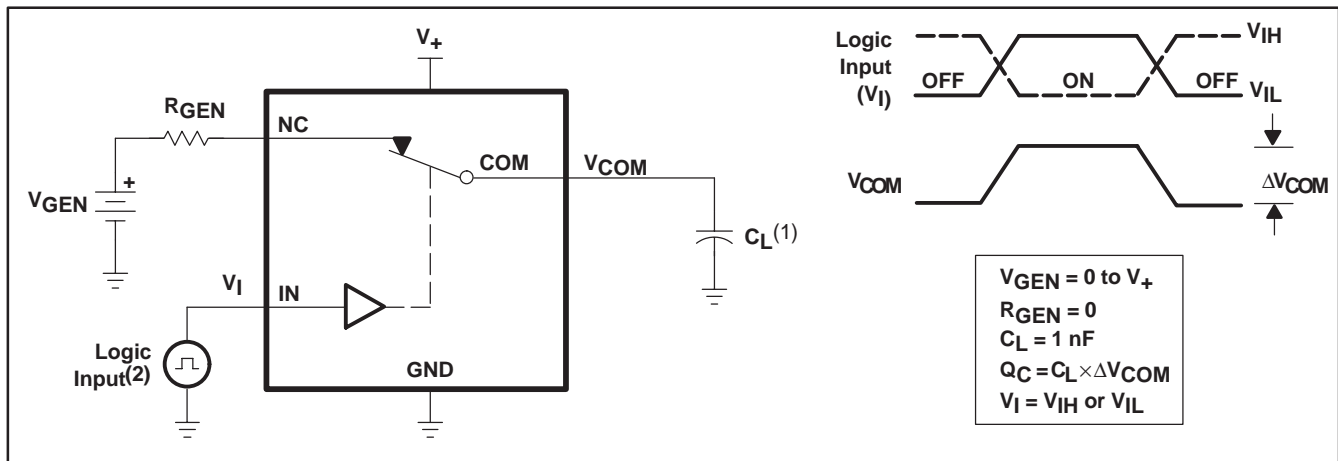 V+
RGEN
NC
COM
VCOM
VGEN
+
CL(1)
VI
IN
Logic
Input(2)
GND
Logic
Input
(VI)
OFF
ON
OFF
VIH
VIL
VCOM
ΔVCOM
VGEN = 0 to V+
RGEN = 0
CL = 1 nF
QC = CL × ΔVCOM
VI = VIH or VIL